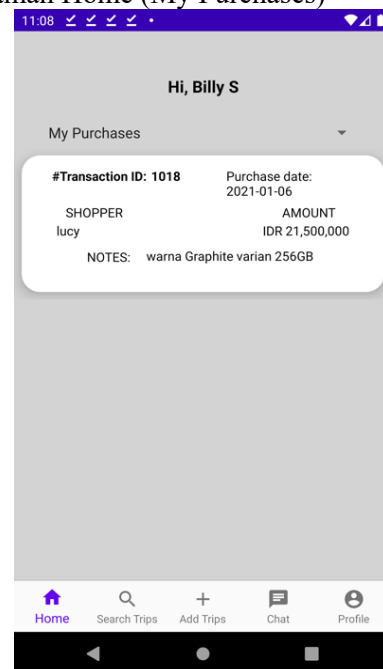 11:08
Hi, Billy S
My Purchases
#Transaction ID: 1018
Purchase date:
2021-01-06
SHOPPER
AMOUNT
lucy
IDR 21,500,000
NOTES: warna Graphite varian 256GB
Home
Search Trips
Add Trips
Chat
Profile